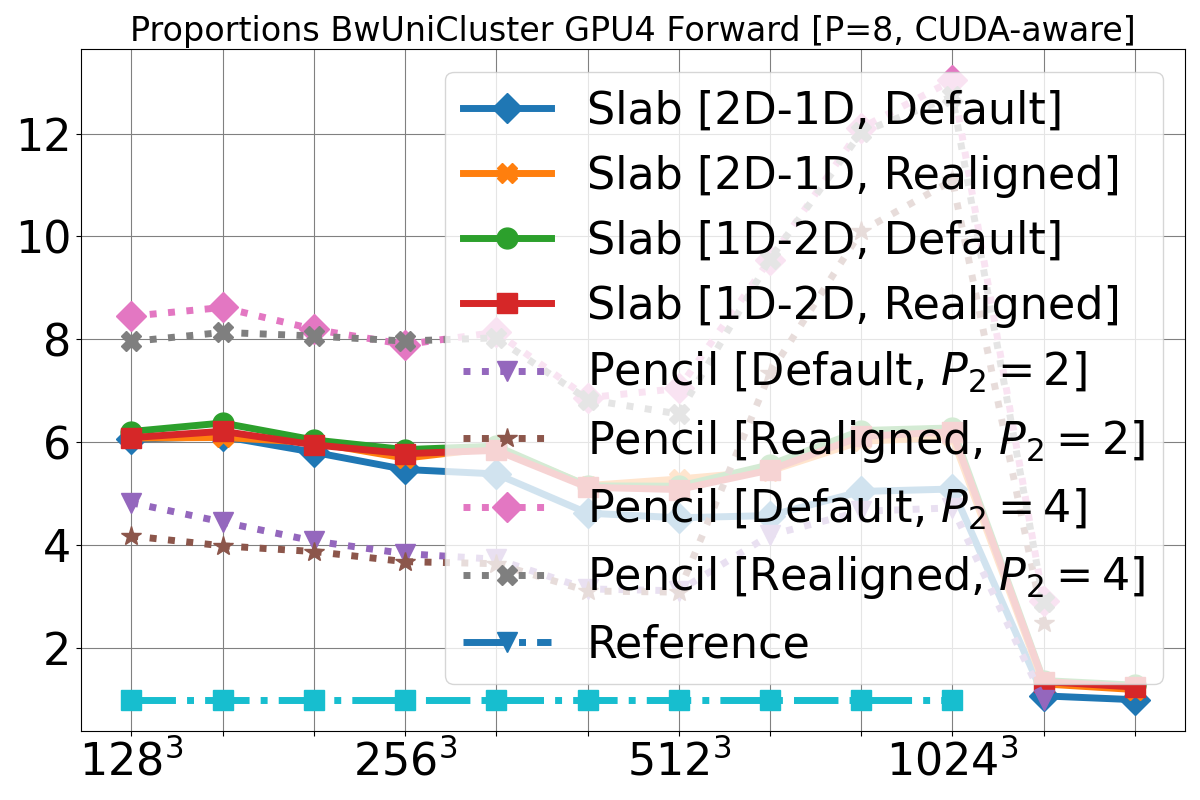 Proportions BwUniCluster GPU4 Forward [P=8, CUDA-aware]
12
10
8
6
4
2
Slab [2D-1D, Default]
Slab [2D-1D, Realigned]
Slab [1D-2D, Default]
Slab [1D-2D, Realigned]
Pencil [Default, P₂ = 2]
Pencil [Realigned, P₂ = 2]
Pencil [Default, P₂ = 4]
Pencil [Realigned, P₂ = 4]
Reference
128³ 256³ 512³ 1024³